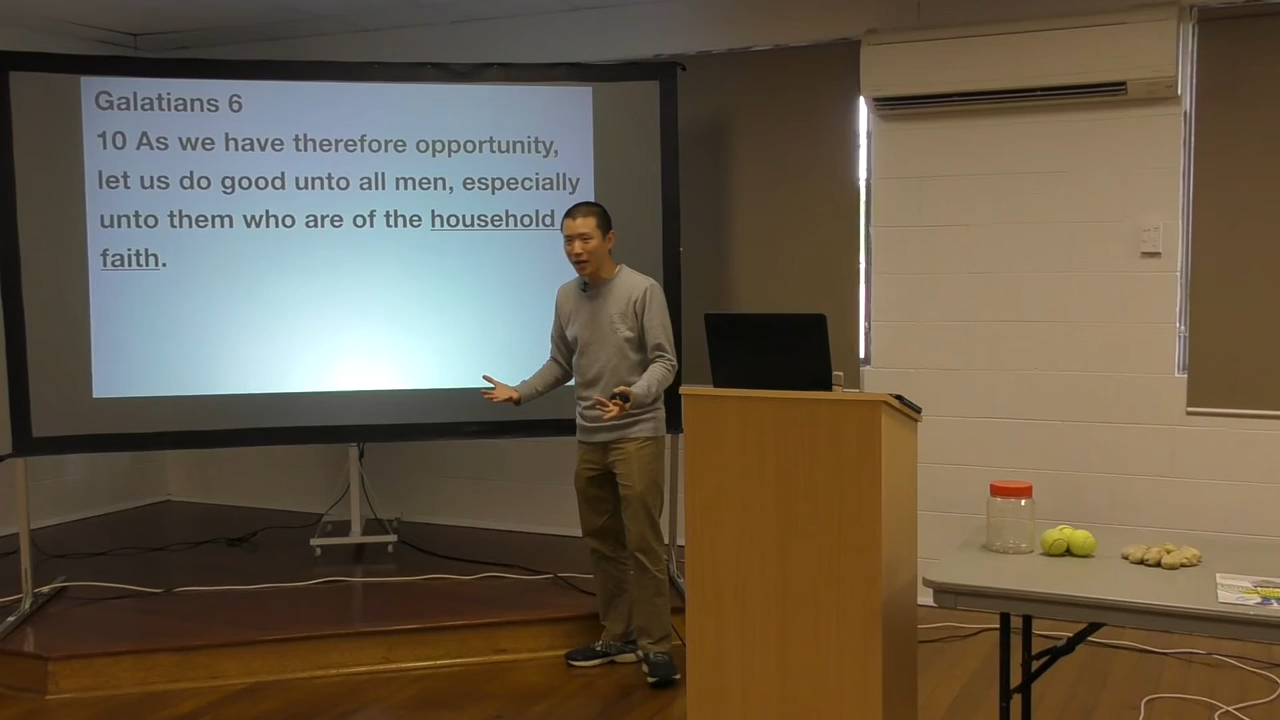 Galatians 6
10 As we have therefore opportunity,
let us do good unto all men, especially
unto them who are of the household
faith.